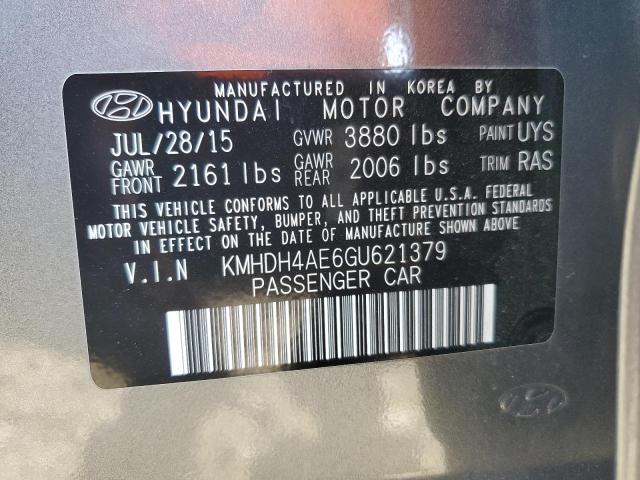 MANUFACTURED IN KOREA BY
HYUNDAI MOTOR COMPANY
JUL/28/15 GVWR 3880 lbs PAINT UYS
GAWR FRONT 2161 lbs GAWR REAR 2006 lbs TRIM RAS
THIS VEHICLE CONFORMS TO ALL APPLICABLE U.S.A. FEDERAL
MOTOR VEHICLE SAFETY, BUMPER, AND THEFT PREVENTION STANDARDS
IN EFFECT ON THE DATE OF MANUFACTURE SHOWN ABOVE
V.I.N KMHDH4AE6GU621379
PASSENGER CAR